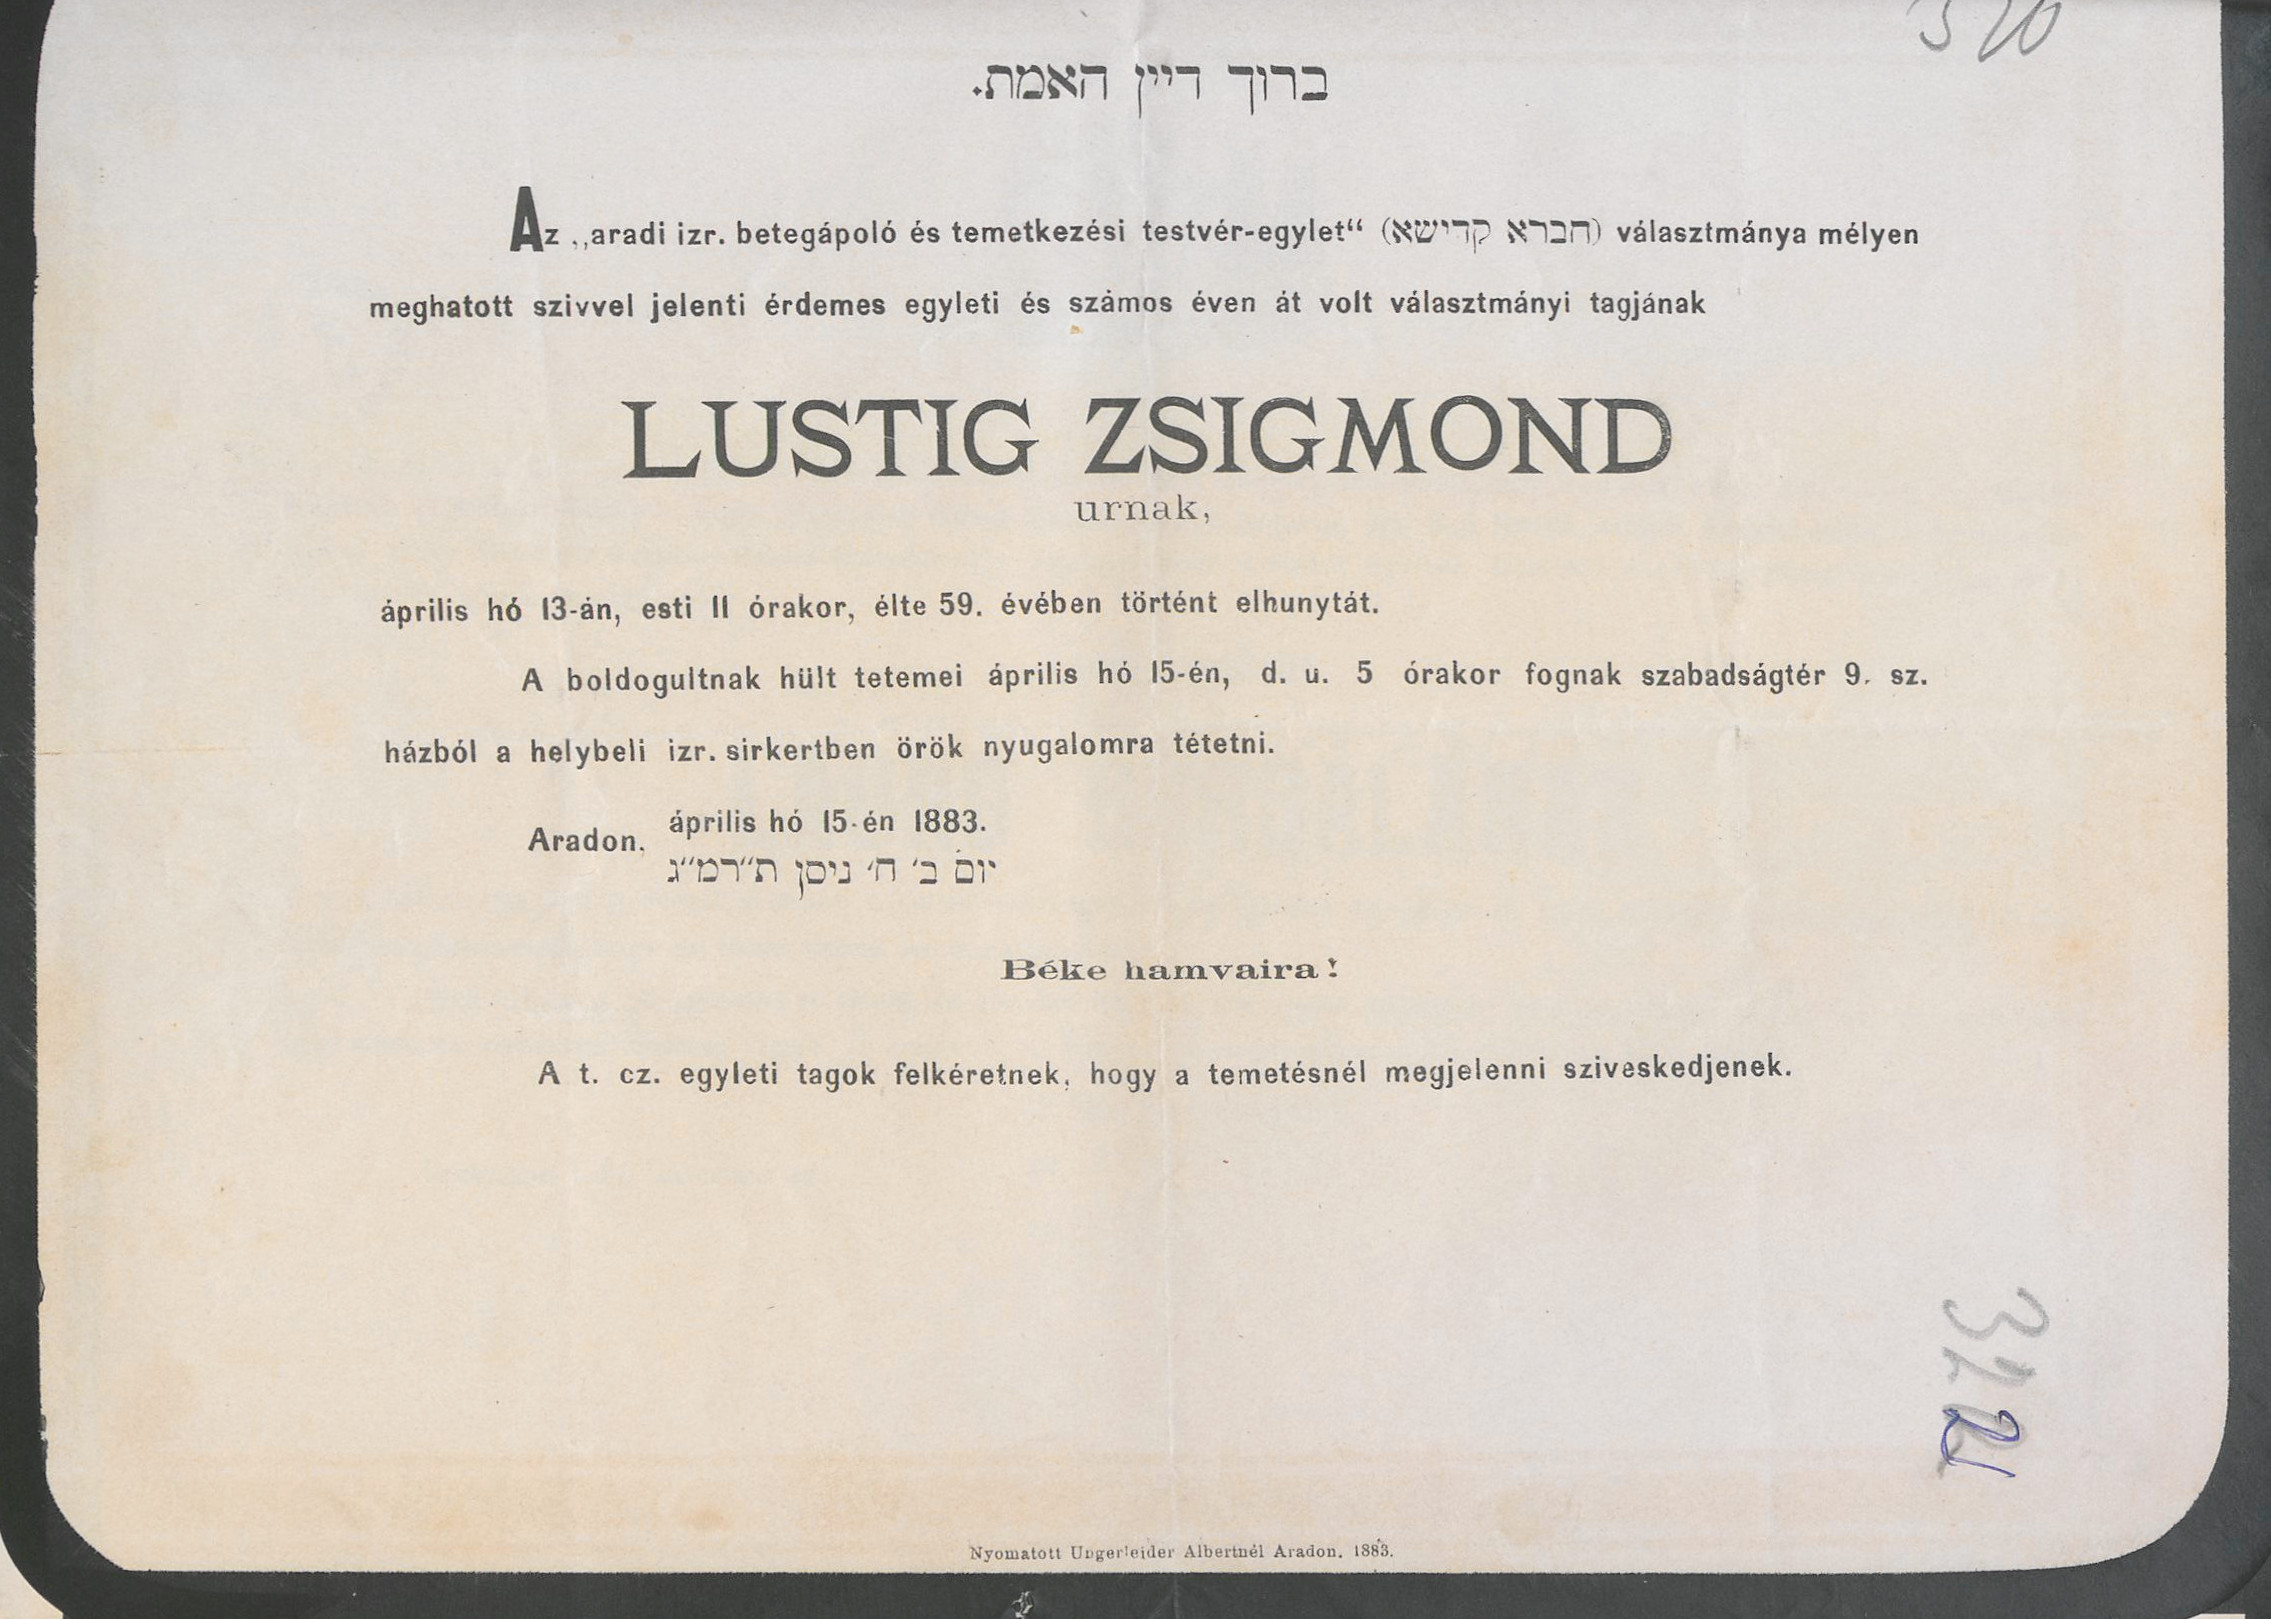 ברוך דיין האמת.
Az „aradi izr. betegápoló és temetkezési testvér-egylet“ (חברא קדישא) választmánya mélyen
meghatott szivvel jelenti érdemes egyleti és számos éven át volt választmányi tagjának
LUSTIG ZSIGMOND
urnak,
április hó 13-án, esti 11 órakor, élte 59. évében történt elhunytát.
A boldogultnak hült tetemei április hó 15-én, d. u. 5 órakor fognak szabadságtér 9. sz.
házból a helybeli izr. sirkertben örök nyugalomra tétetni.
Aradon, április hó 15-én 1883.
יום ב׳ ח׳ ניסן ת״רמ״ג
Béke hamvaira!
A t. cz. egyleti tagok felkéretnek, hogy a temetésnél megjelenni sziveskedjenek.
Nyomatott Ungerleider Albertnél Aradon. 1883.